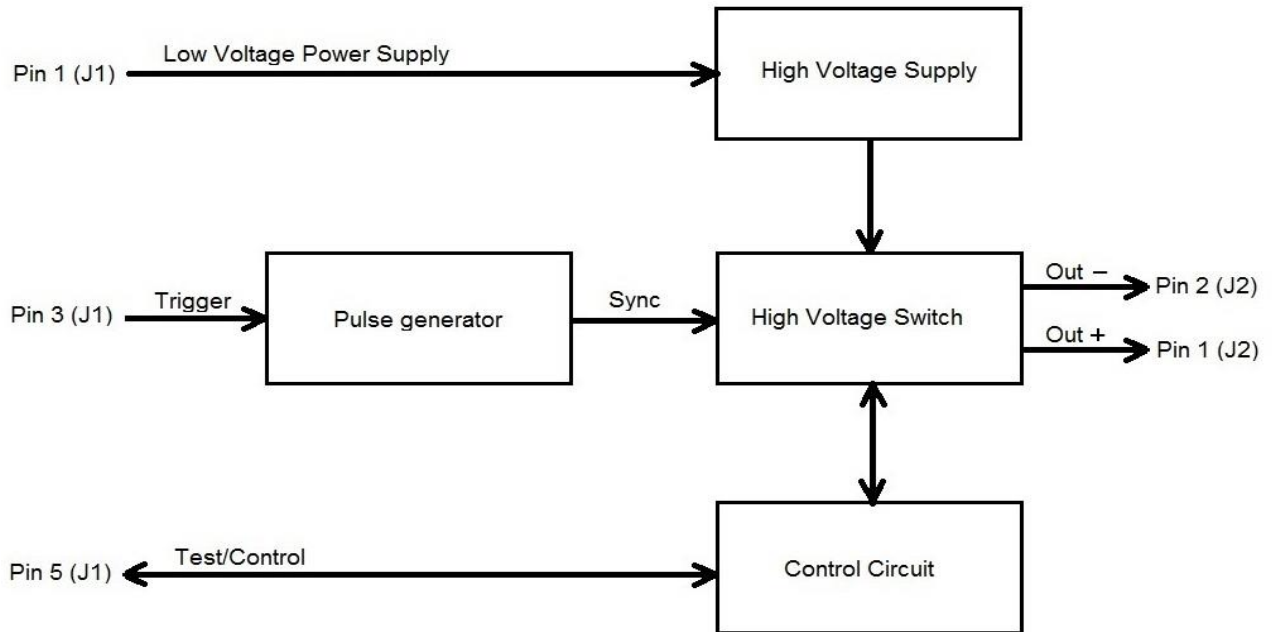 Low Voltage Power Supply
Pin 1 (J1)
High Voltage Supply
Pin 3 (J1)
Trigger
Pulse generator
Sync
High Voltage Switch
Out −
Pin 2 (J2)
Out +
Pin 1 (J2)
Pin 5 (J1)
Test/Control
Control Circuit